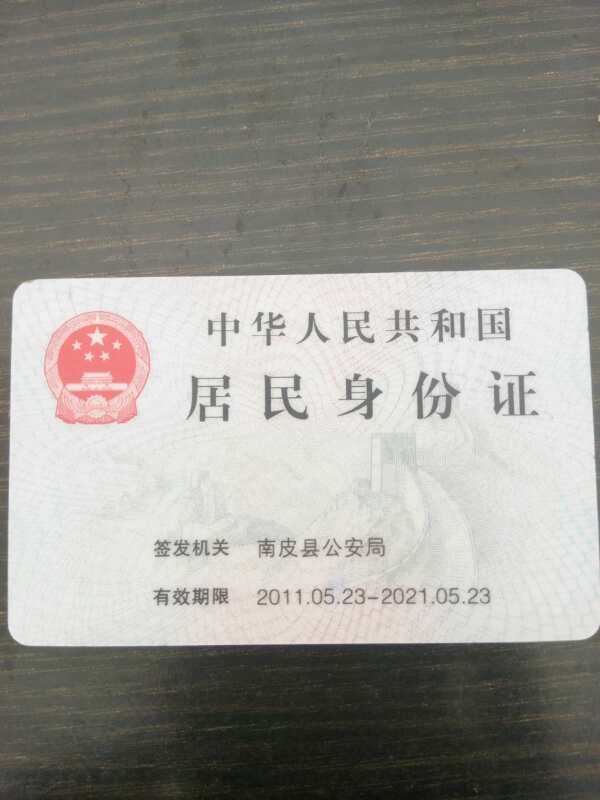 中华人民共和国
居民身份证
签发机关 南皮县公安局
有效期限 2011.05.23-2021.05.23